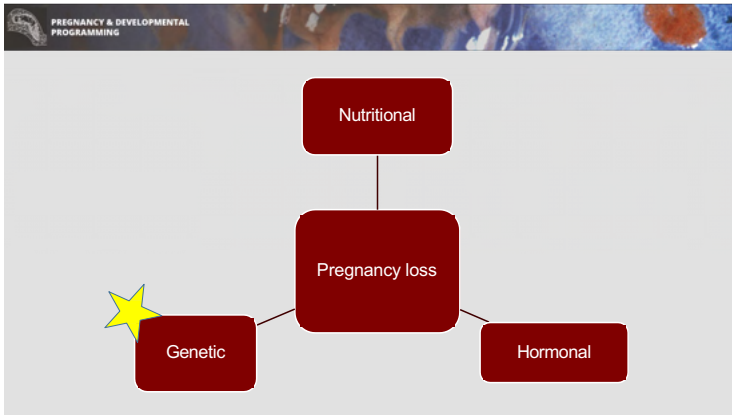 PREGNANCY & DEVELOPMENTAL
PROGRAMMING
Nutritional
Pregnancy loss
Genetic
Hormonal